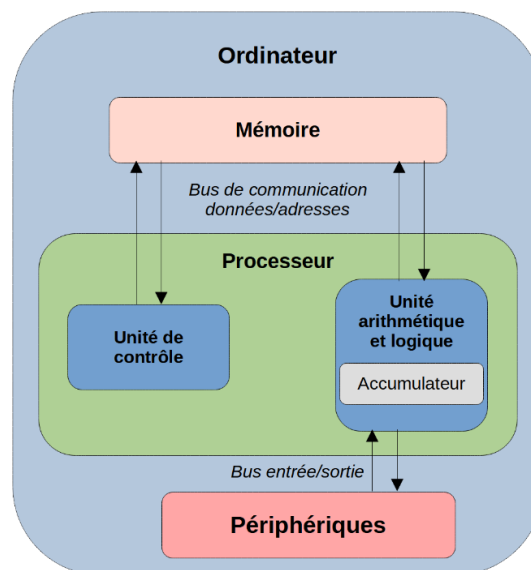 Ordinateur
Mémoire
Bus de communication
données/adresses
Processeur
Unité de
contrôle
Unité
arithmétique
et logique
Accumulateur
Bus entrée/sortie
Périphériques